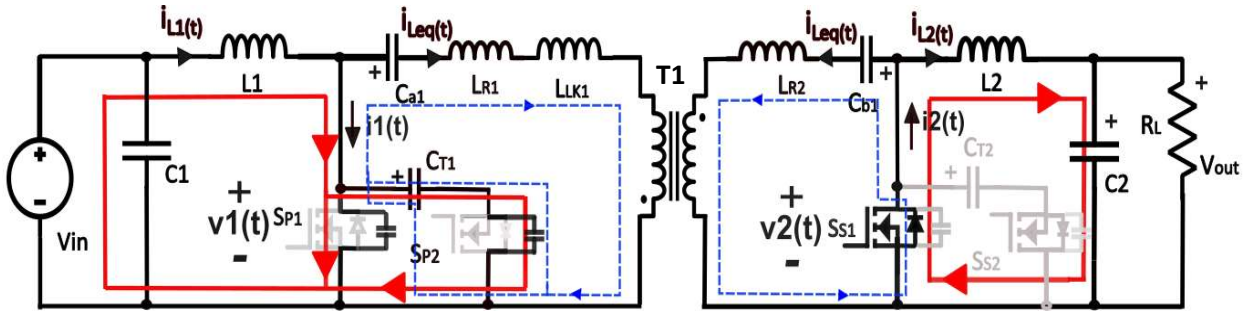 iL1(t)
iLeq(t)
iLeq(t)
iL2(t)
L1
+
Ca1
LR1
LLK1
T1
LR2
+
Cb1
L2
+
i1(t)
i2(t)
RL
C1
+
CT1
+
CT2
+
C2
Vout
+
-
Vin
+
v1(t)
-
SP1
SP2
+
v2(t)
-
SS1
SS2
-